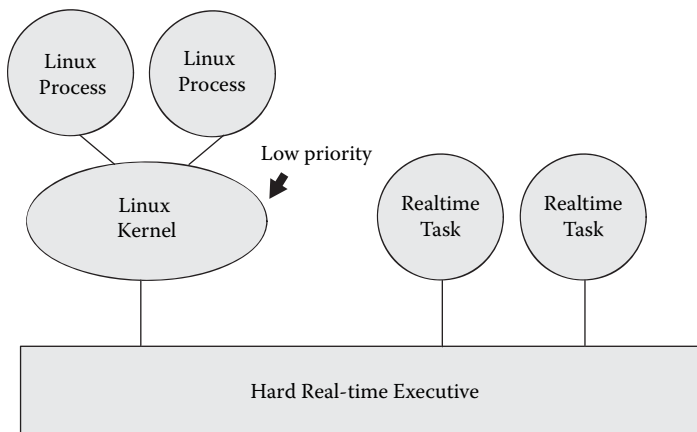 Linux
Process
Linux
Process
Low priority
Linux
Kernel
Realtime
Task
Realtime
Task
Hard Real-time Executive